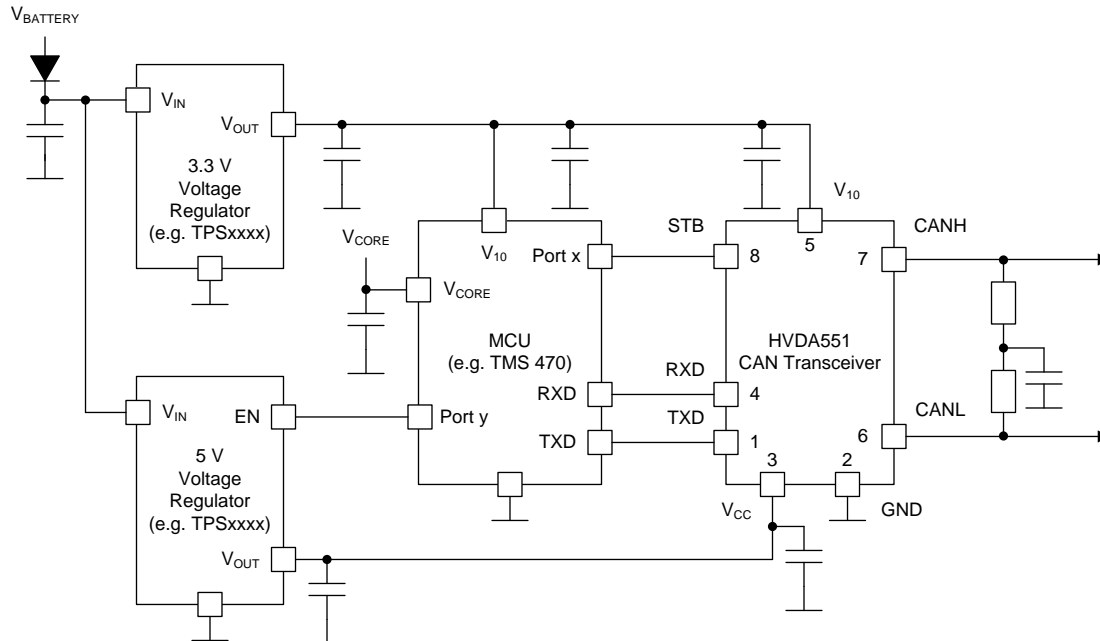 VBATTERY
VIN
VOUT
3.3 V
Voltage
Regulator
(e.g. TPSxxxx)
VCORE
V10
Port x
VCORE
MCU
(e.g. TMS 470)
RXD
TXD
Port y
STB
V10
CANH
8
5
7
HVDA551
CAN Transceiver
RXD
4
TXD
1
CANL
6
3
2
VCC
GND
VIN
EN
5 V
Voltage
Regulator
(e.g. TPSxxxx)
VOUT